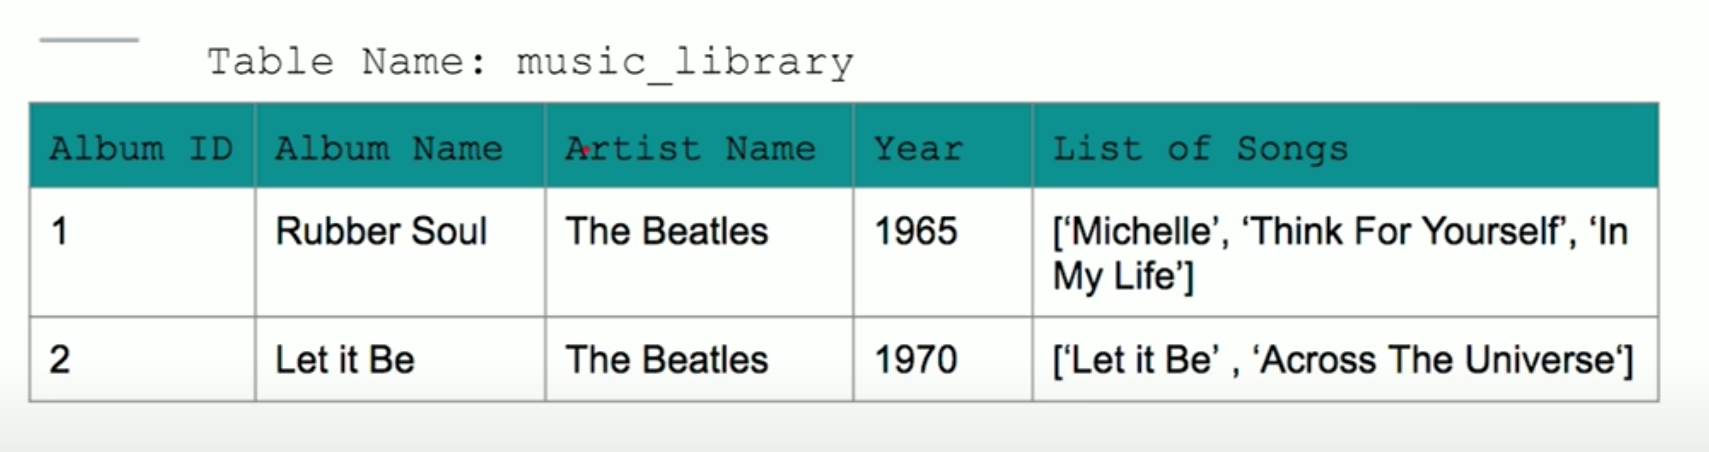 Table Name: music_library
Album ID Album Name Artist Name Year List of Songs
1 Rubber Soul The Beatles 1965 [‘Michelle’, ‘Think For Yourself’, ‘In
My Life’]
2 Let it Be The Beatles 1970 [‘Let it Be’ , ‘Across The Universe‘]